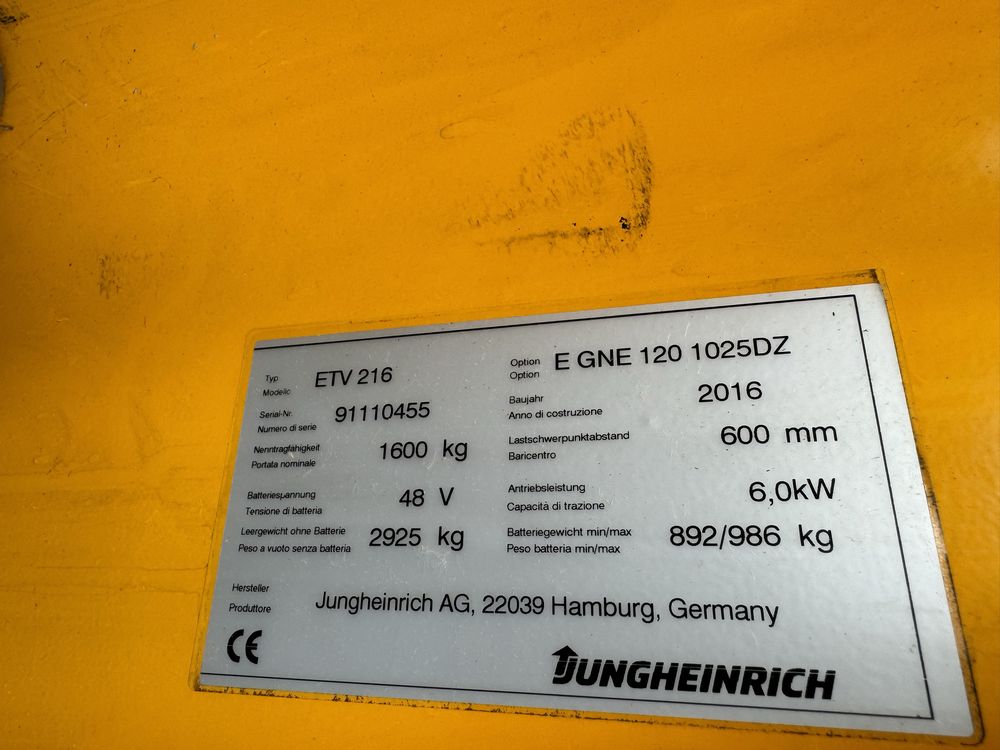 Typ ETV 216 Option E GNE 120 1025DZ
Modello Option
Serial-Nr. 91110455 Baujahr 2016
Numero di serie Anno di costruzione
Nenntragfähigkeit 1600 kg Lastschwerpunktabstand 600 mm
Portata nominale Baricentro
Batteriespannung 48 V Antriebsleistung 6,0kW
Tensione di batteria Capacità di trazione
Leergewicht ohne Batterie 2925 kg Batteriegewicht min/max 892/986 kg
Peso a vuoto senza batteria Peso batteria min/max
Hersteller Jungheinrich AG, 22039 Hamburg, Germany
Produttore
CE JUNGHEINRICH